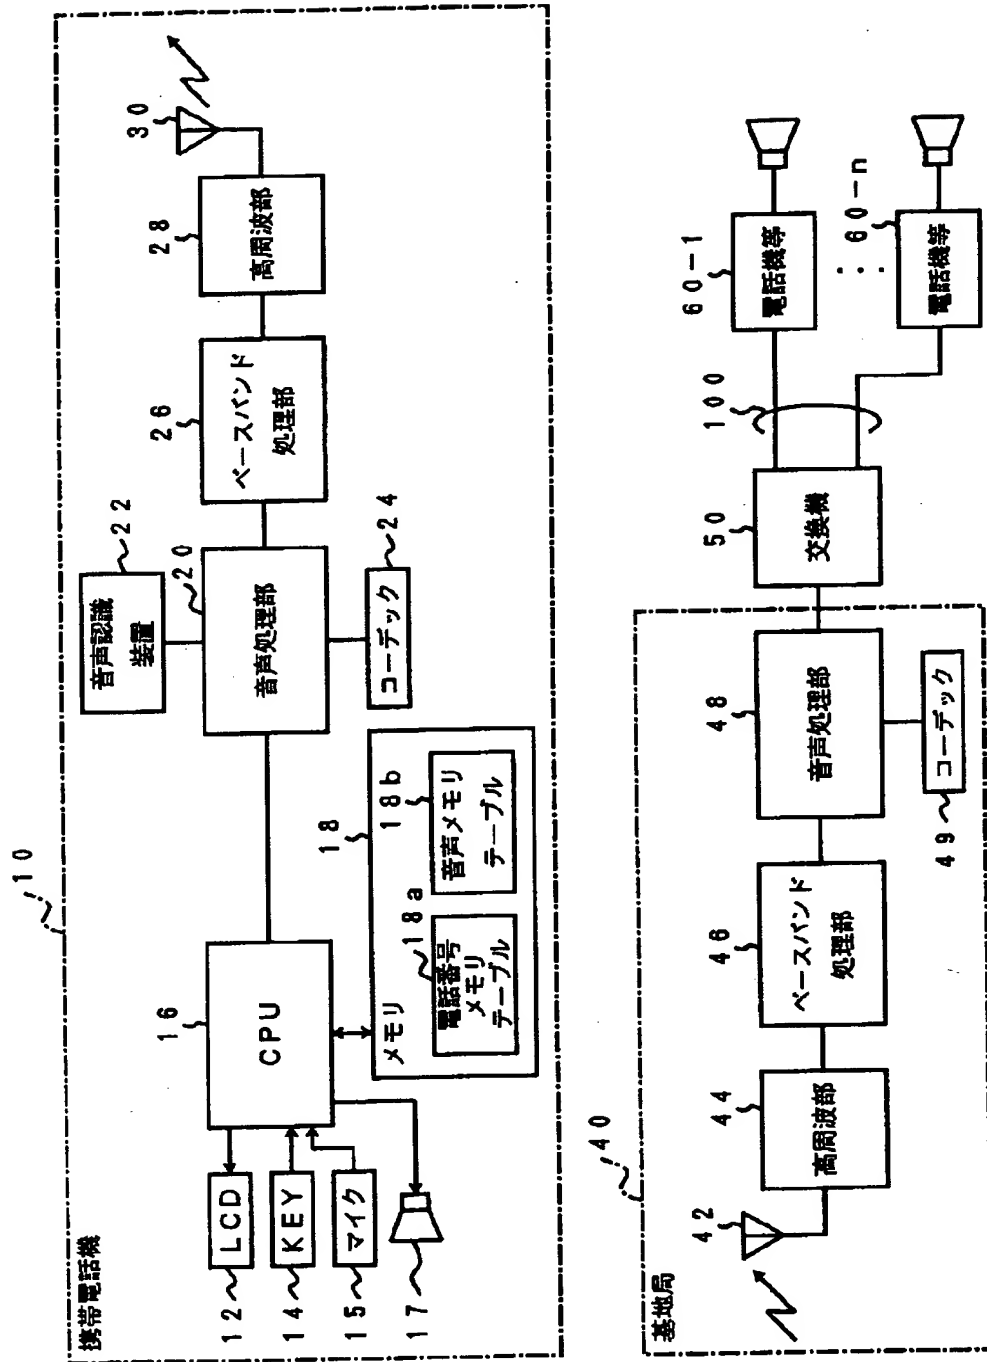 携帯電話機
10
12
LCD
14
KEY
15
マイク
17
16
CPU
18
メモリ
18a
電話番号
メモリ
テーブル
18b
音声メモリ
テーブル
20
音声処理部
22
音声認識
装置
24
コーデック
26
ベースバンド
処理部
28
高周波部
30
基地局
40
42
44
高周波部
46
ベースバンド
処理部
48
音声処理部
49
コーデック
50
交換機
100
60-1
電話機等
60-n
電話機等